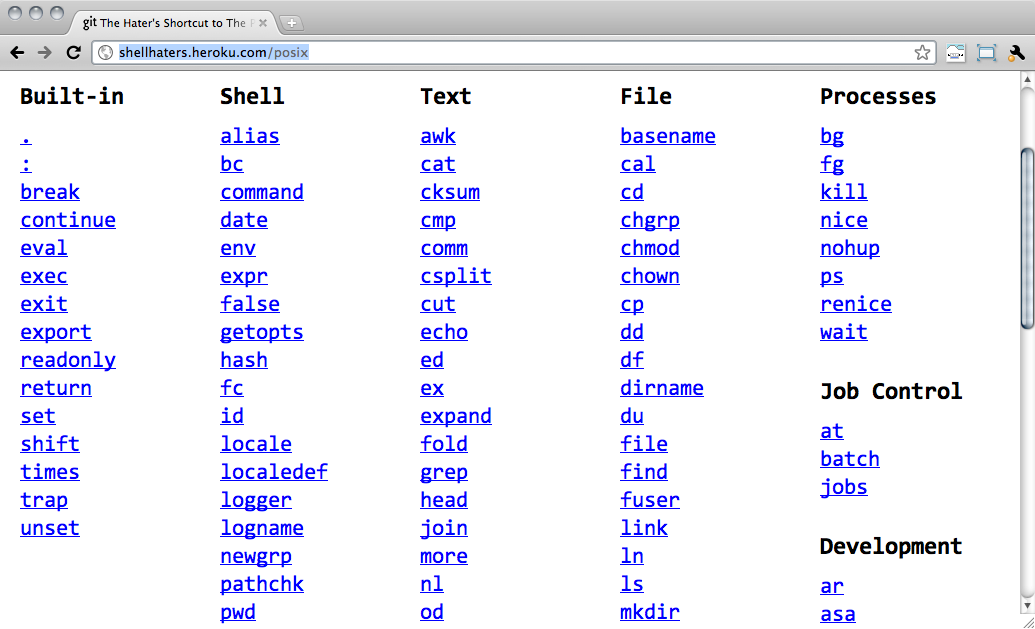 git The Hater's Shortcut to The
shellhaters.heroku.com/posix
Built-in
.
:
break
continue
eval
exec
exit
export
readonly
return
set
shift
times
trap
unset
Shell
alias
bc
command
date
env
expr
false
getopts
hash
fc
id
locale
localedef
logger
logname
newgrp
pathchk
pwd
Text
awk
cat
cksum
cmp
comm
csplit
cut
echo
ed
ex
expand
fold
grep
head
join
more
nl
od
File
basename
cal
cd
chgrp
chmod
chown
cp
dd
df
dirname
du
file
find
fuser
link
ln
ls
mkdir
Processes
bg
fg
kill
nice
nohup
ps
renice
wait
Job Control
at
batch
jobs
Development
ar
asa